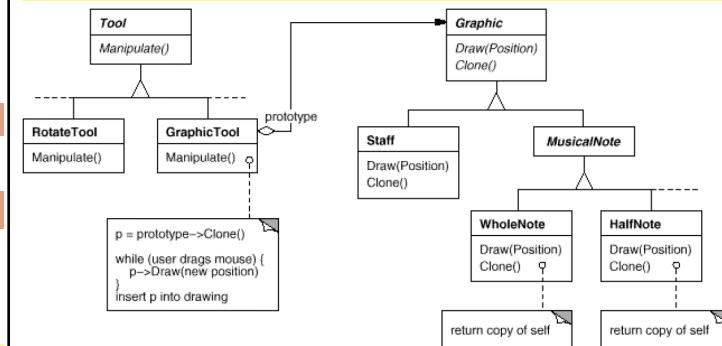 Tool
Manipulate()
Graphic
Draw(Position)
Clone()
prototype
RotateTool
Manipulate()
GraphicTool
Manipulate()
Staff
Draw(Position)
Clone()
MusicalNote
p = prototype–>Clone()
while (user drags mouse) {
p–>Draw(new position)
}
insert p into drawing
WholeNote
Draw(Position)
Clone()
HalfNote
Draw(Position)
Clone()
return copy of self
return copy of self